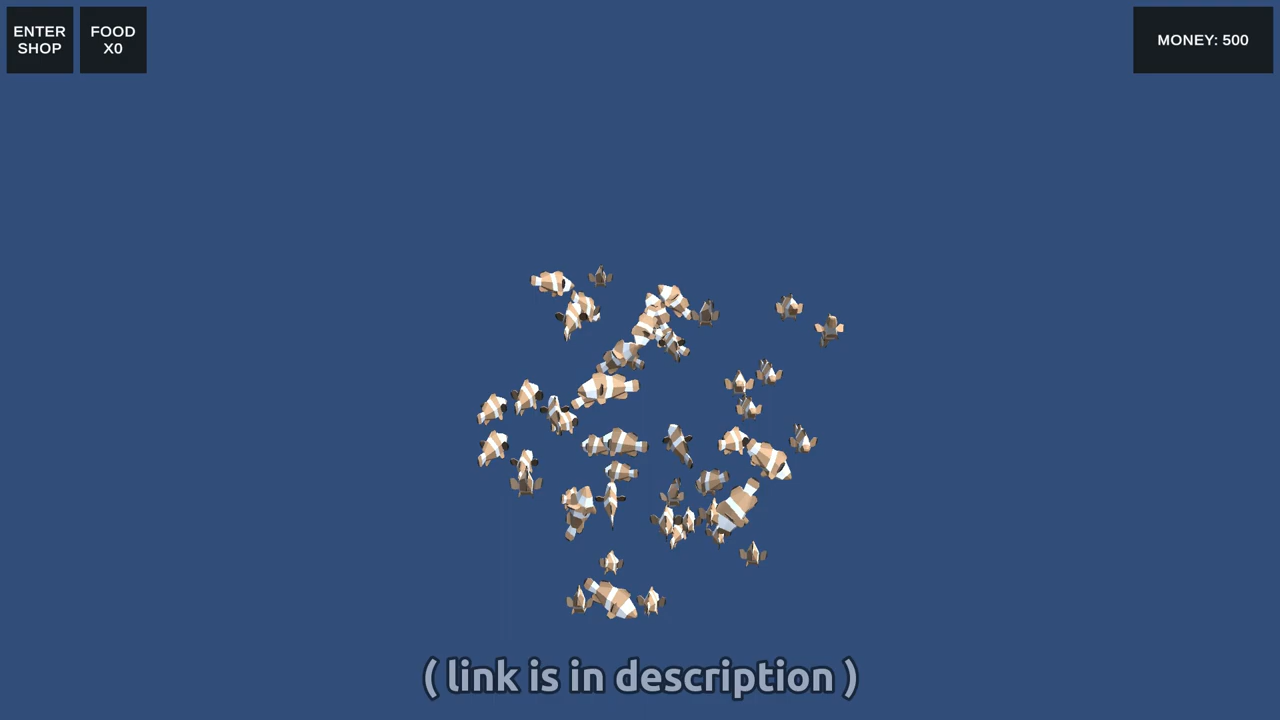 ENTER
SHOP
FOOD
X0
MONEY: 500
( link is in description )